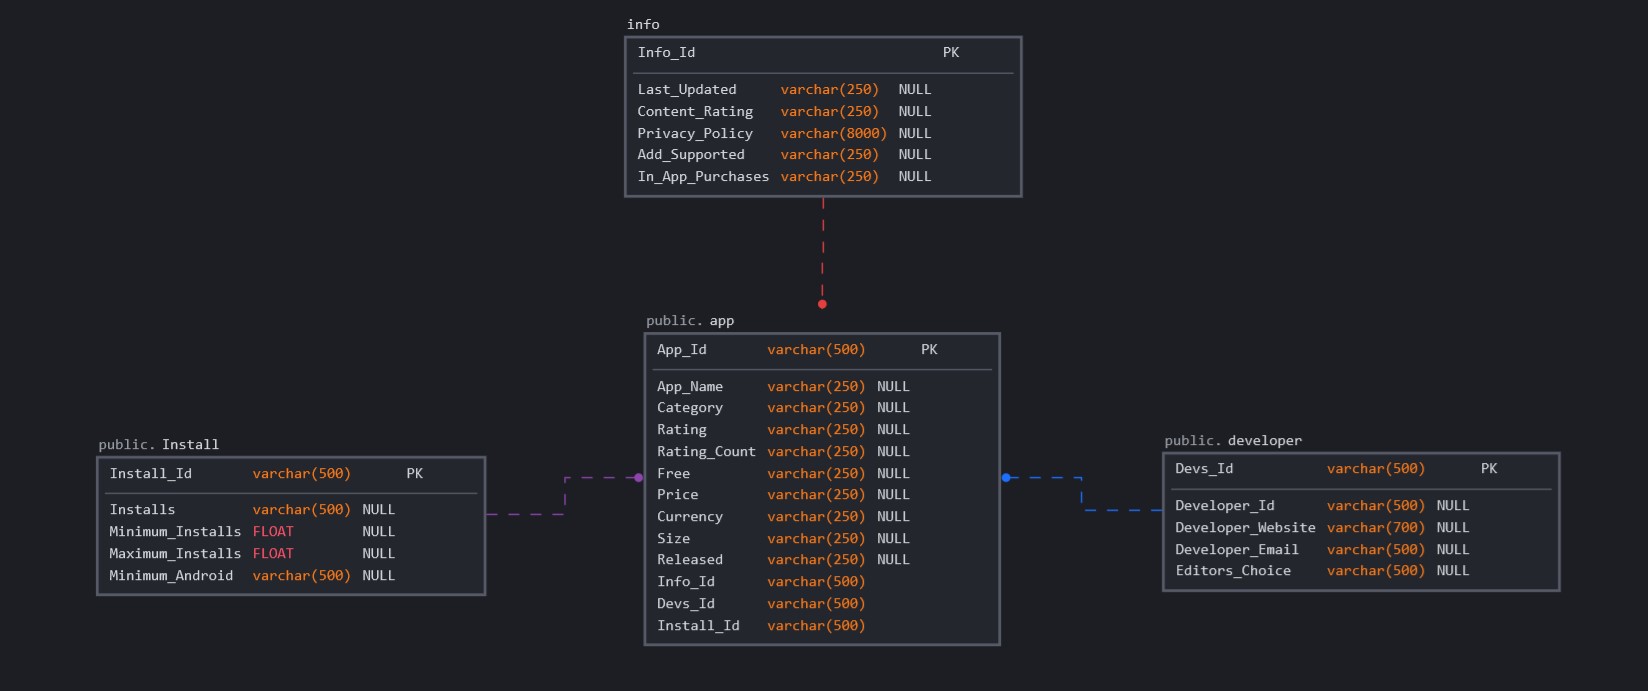 info
Info_Id PK
Last_Updated varchar(250) NULL
Content_Rating varchar(250) NULL
Privacy_Policy varchar(8000) NULL
Add_Supported varchar(250) NULL
In_App_Purchases varchar(250) NULL
public. app
App_Id varchar(500) PK
App_Name varchar(250) NULL
Category varchar(250) NULL
Rating varchar(250) NULL
Rating_Count varchar(250) NULL
Free varchar(250) NULL
Price varchar(250) NULL
Currency varchar(250) NULL
Size varchar(250) NULL
Released varchar(250) NULL
Info_Id varchar(500)
Devs_Id varchar(500)
Install_Id varchar(500)
public. Install
Install_Id varchar(500) PK
Installs varchar(500) NULL
Minimum_Installs FLOAT NULL
Maximum_Installs FLOAT NULL
Minimum_Android varchar(500) NULL
public. developer
Devs_Id varchar(500) PK
Developer_Id varchar(500) NULL
Developer_Website varchar(700) NULL
Developer_Email varchar(500) NULL
Editors_Choice varchar(500) NULL